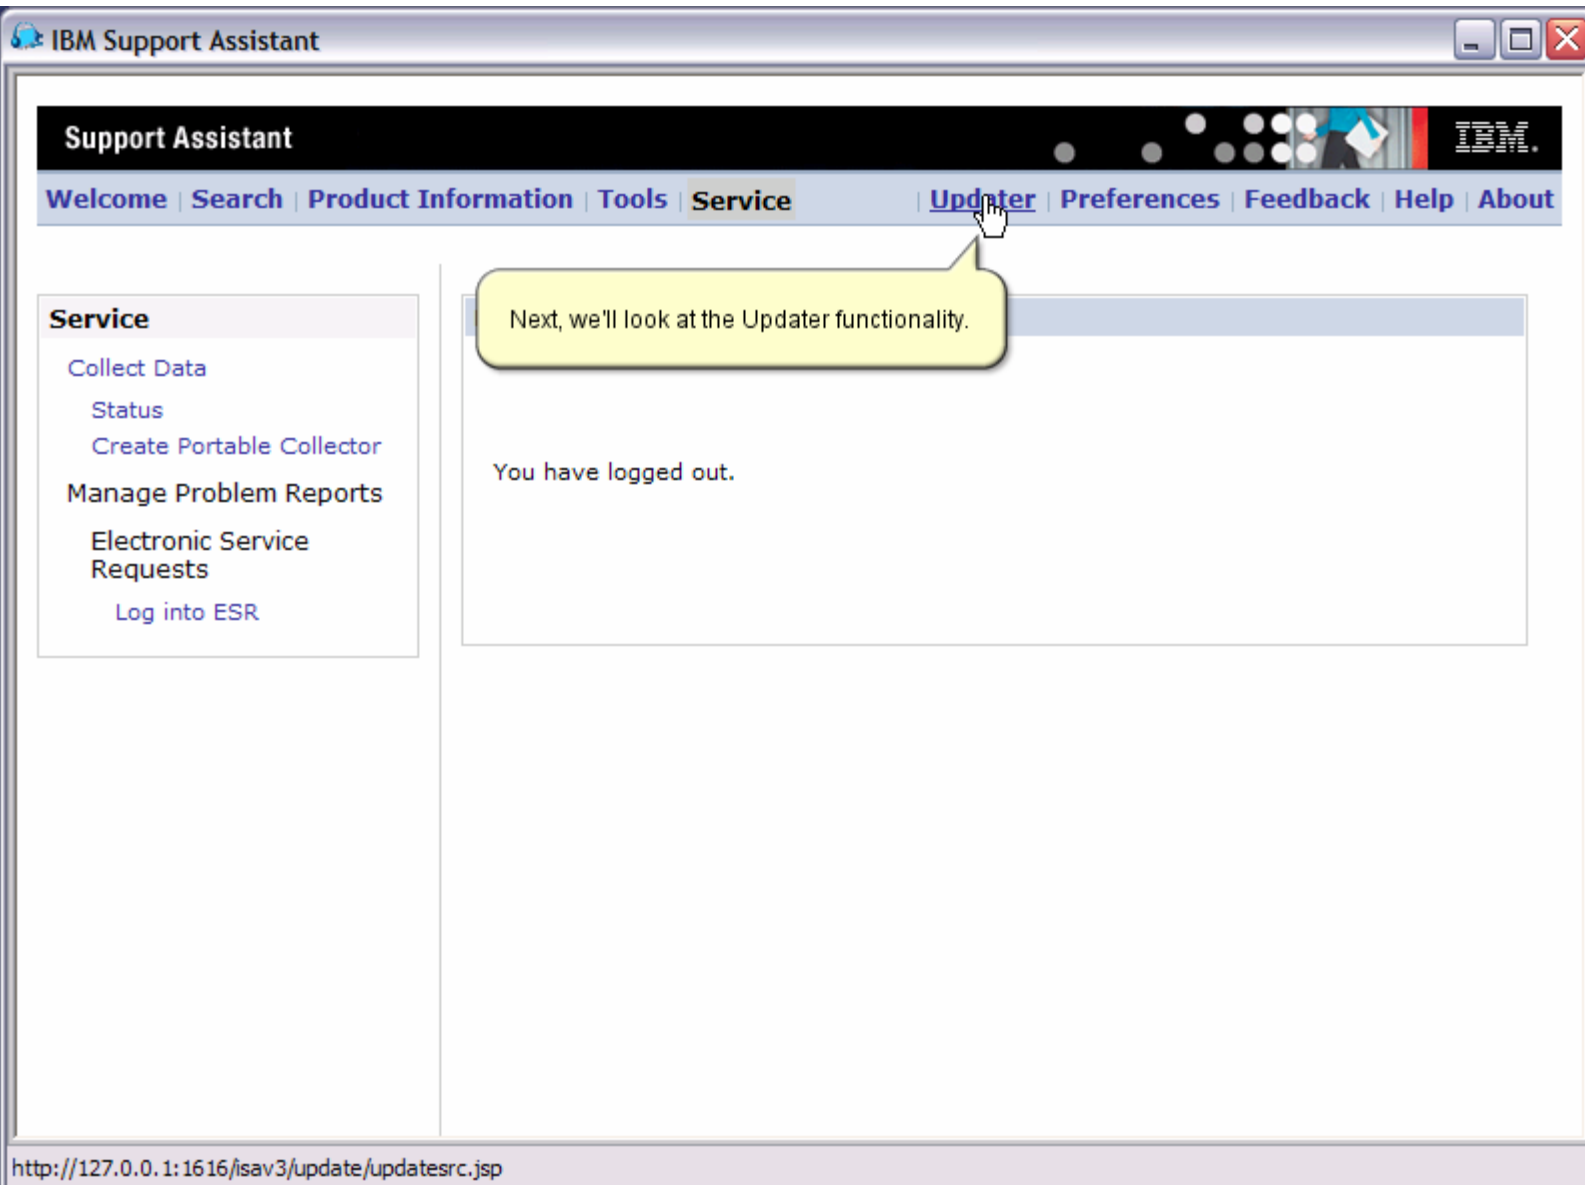 IBM Support Assistant
Support Assistant
IBM.
Welcome | Search | Product Information | Tools | Service | Updater | Preferences | Feedback | Help | About
Next, we'll look at the Updater functionality.
Service
Collect Data
Status
Create Portable Collector
Manage Problem Reports
Electronic Service
Requests
Log into ESR
You have logged out.
http://127.0.0.1:1616/isav3/update/updatesrc.jsp